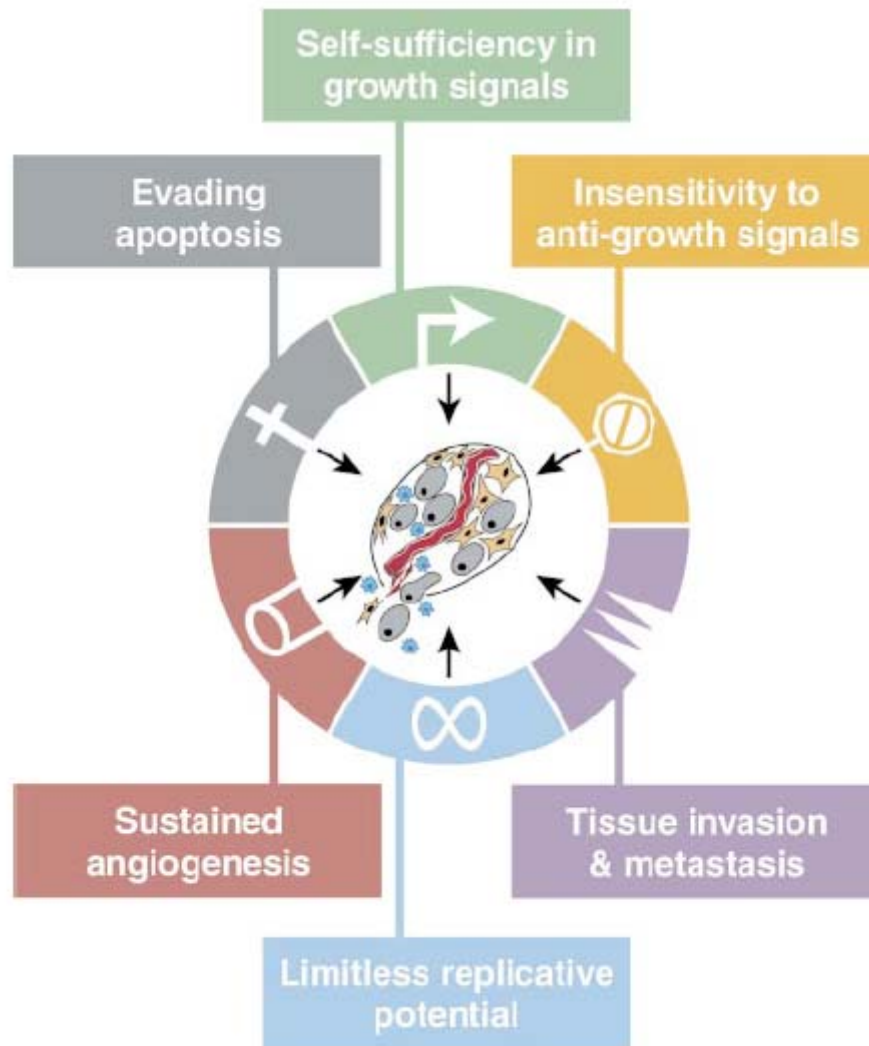 Self-sufficiency in
growth signals
Evading
apoptosis
Insensitivity to
anti-growth signals
Sustained
angiogenesis
Tissue invasion
& metastasis
Limitless replicative
potential